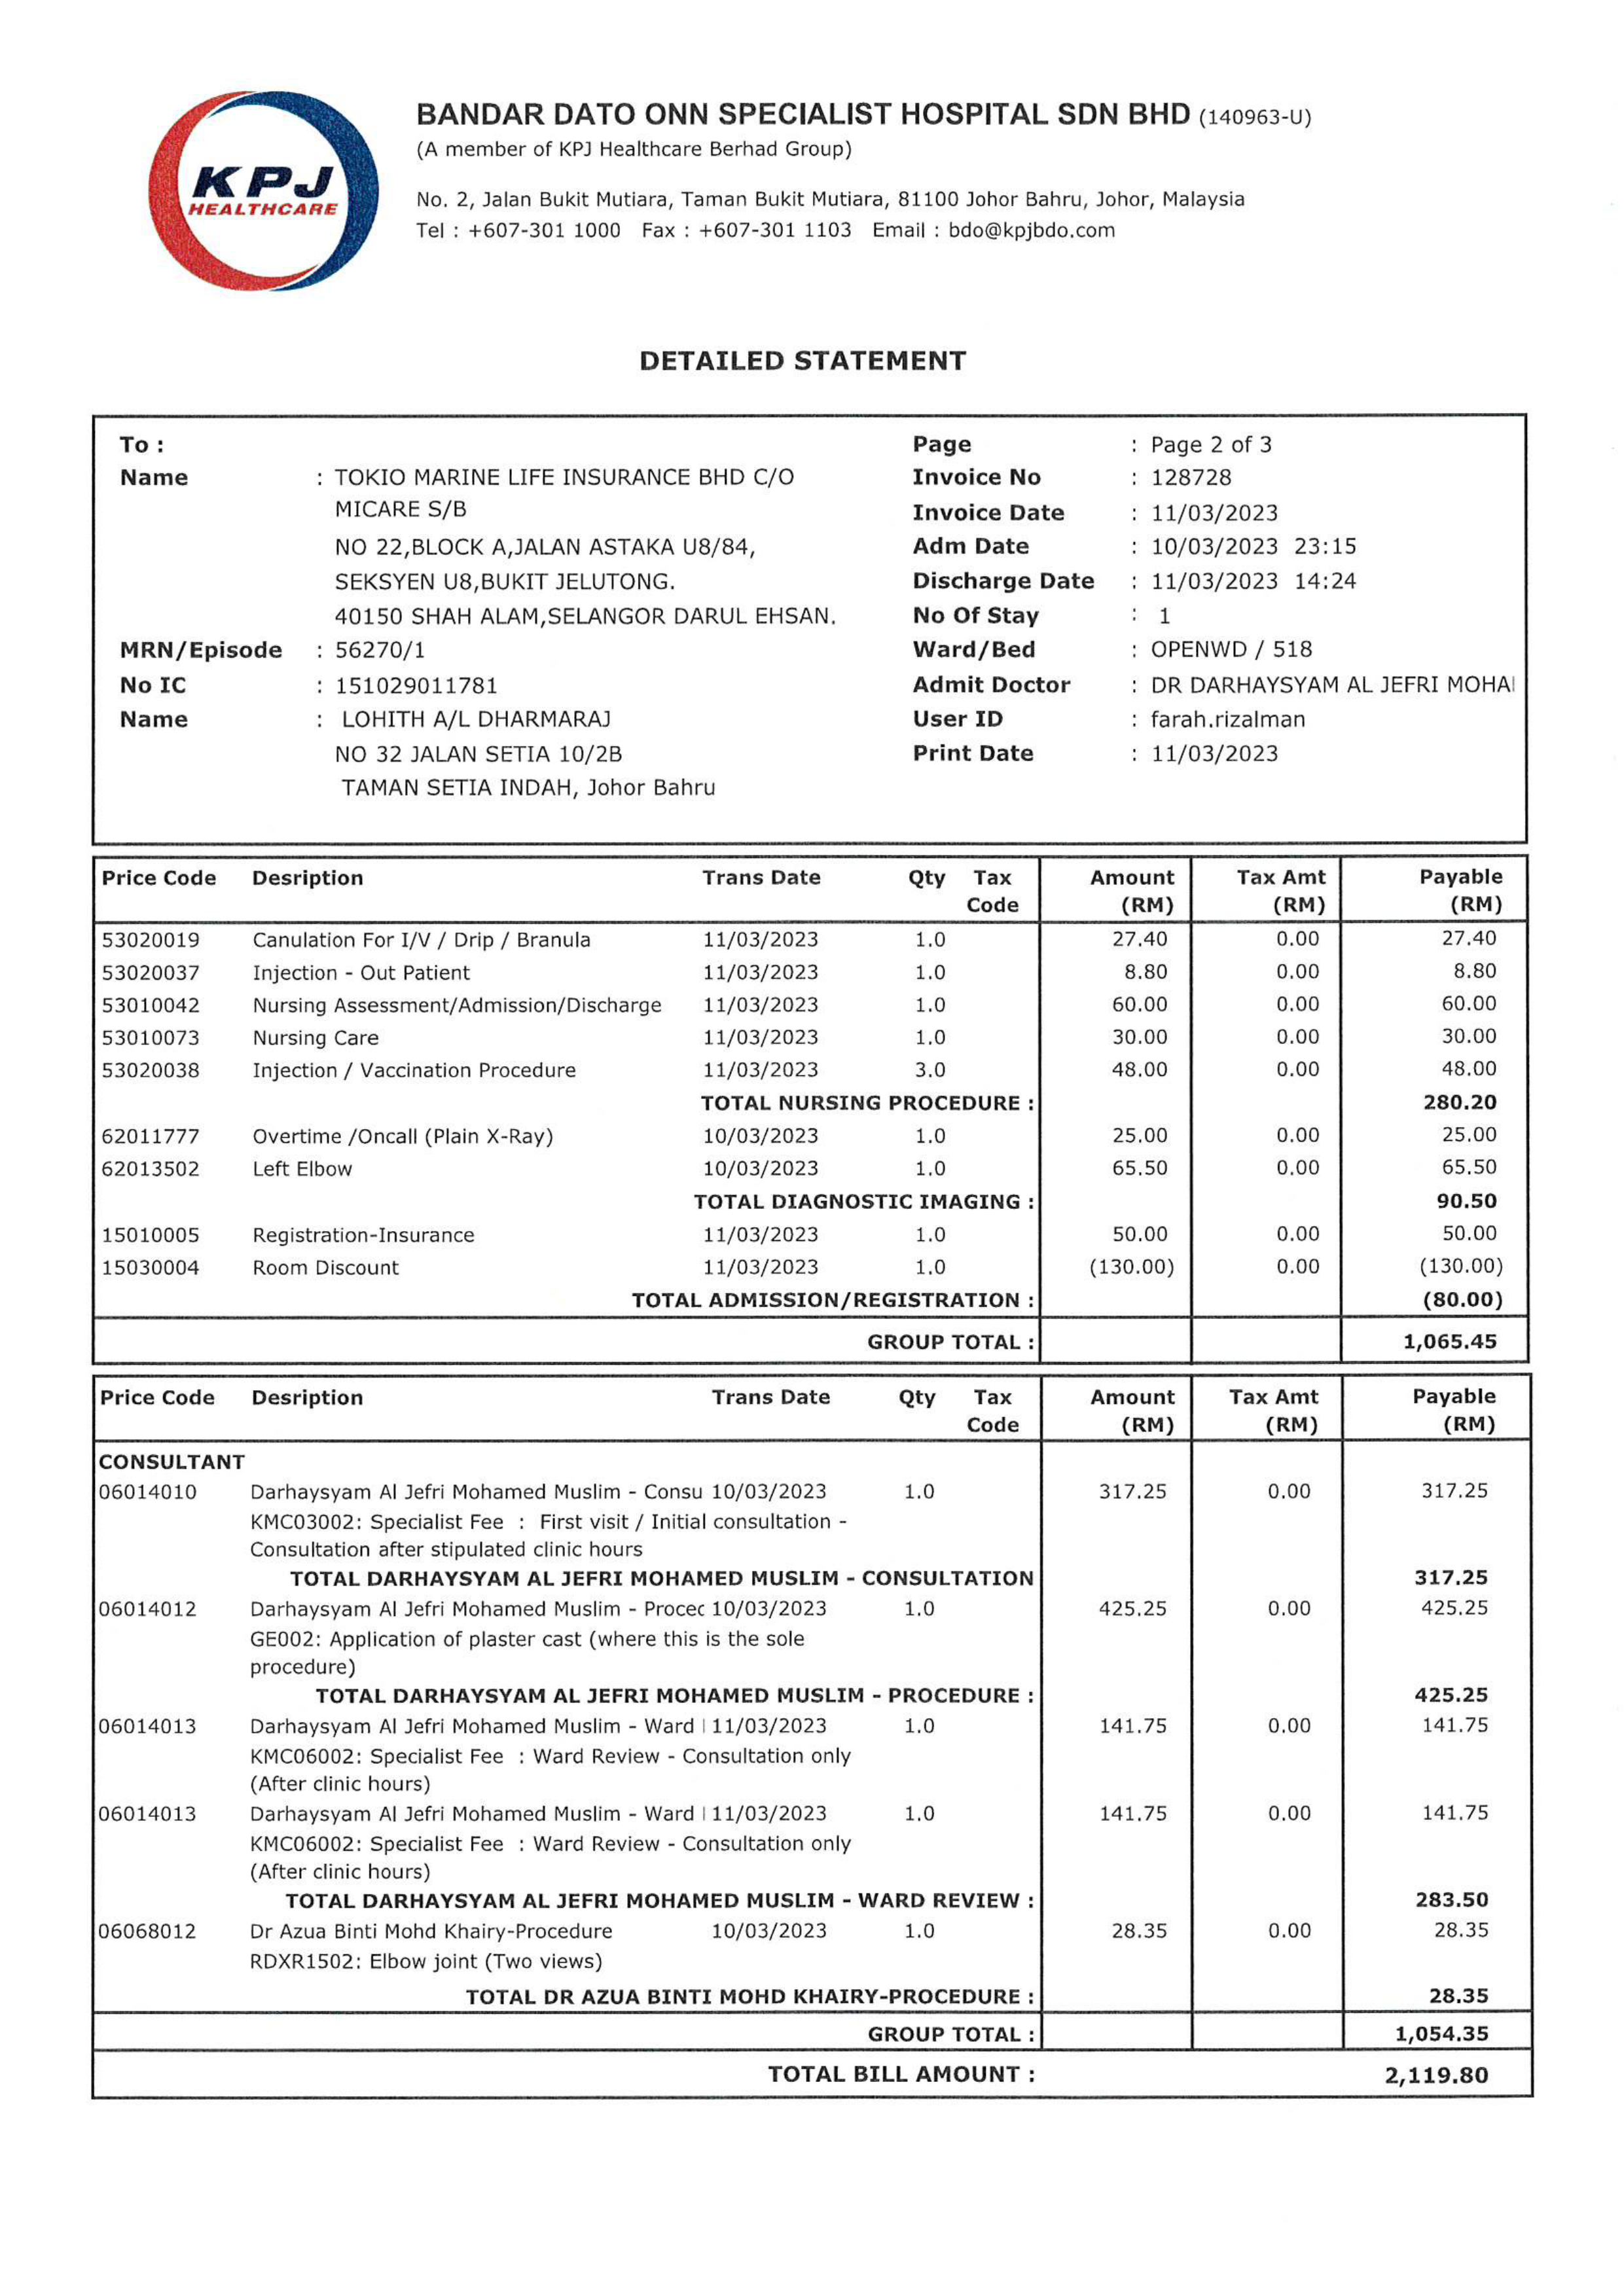 KPJ
HEALTHCARE
BANDAR DATO ONN SPECIALIST HOSPITAL SDN BHD (140963-U)
(A member of KPJ Healthcare Berhad Group)
No. 2, Jalan Bukit Mutiara, Taman Bukit Mutiara, 81100 Johor Bahru, Johor, Malaysia
Tel : +607-301 1000 Fax : +607-301 1103 Email : bdo@kpjbdo.com
DETAILED STATEMENT
To : Page : Page 2 of 3
Name : TOKIO MARINE LIFE INSURANCE BHD C/O Invoice No : 128728
MICARE S/B Invoice Date : 11/03/2023
NO 22,BLOCK A,JALAN ASTAKA U8/84, Adm Date : 10/03/2023 23:15
SEKSYEN U8,BUKIT JELUTONG. Discharge Date : 11/03/2023 14:24
40150 SHAH ALAM,SELANGOR DARUL EHSAN. No Of Stay : 1
MRN/Episode : 56270/1 Ward/Bed : OPENWD / 518
No IC : 151029011781 Admit Doctor : DR DARHAYSYAM AL JEFRI MOHA
Name : LOHITH A/L DHARMARAJ User ID : farah.rizalman
NO 32 JALAN SETIA 10/2B Print Date : 11/03/2023
TAMAN SETIA INDAH, Johor Bahru
Price Code Desription Trans Date Qty Tax Amount Tax Amt Payable
Code (RM) (RM) (RM)
53020019 Canulation For I/V / Drip / Branula 11/03/2023 1.0 27.40 0.00 27.40
53020037 Injection - Out Patient 11/03/2023 1.0 8.80 0.00 8.80
53010042 Nursing Assessment/Admission/Discharge 11/03/2023 1.0 60.00 0.00 60.00
53010073 Nursing Care 11/03/2023 1.0 30.00 0.00 30.00
53020038 Injection / Vaccination Procedure 11/03/2023 3.0 48.00 0.00 48.00
TOTAL NURSING PROCEDURE : 280.20
62011777 Overtime /Oncall (Plain X-Ray) 10/03/2023 1.0 25.00 0.00 25.00
62013502 Left Elbow 10/03/2023 1.0 65.50 0.00 65.50
TOTAL DIAGNOSTIC IMAGING : 90.50
15010005 Registration-Insurance 11/03/2023 1.0 50.00 0.00 50.00
15030004 Room Discount 11/03/2023 1.0 (130.00) 0.00 (130.00)
TOTAL ADMISSION/REGISTRATION : (80.00)
GROUP TOTAL : 1,065.45
Price Code Desription Trans Date Qty Tax Amount Tax Amt Payable
Code (RM) (RM) (RM)
CONSULTANT
06014010 Darhaysyam Al Jefri Mohamed Muslim - Consu 10/03/2023 1.0 317.25 0.00 317.25
KMC03002: Specialist Fee : First visit / Initial consultation -
Consultation after stipulated clinic hours
TOTAL DARHAYSYAM AL JEFRI MOHAMED MUSLIM - CONSULTATION 317.25
06014012 Darhaysyam Al Jefri Mohamed Muslim - Procec 10/03/2023 1.0 425.25 0.00 425.25
GE002: Application of plaster cast (where this is the sole
procedure)
TOTAL DARHAYSYAM AL JEFRI MOHAMED MUSLIM - PROCEDURE : 425.25
06014013 Darhaysyam Al Jefri Mohamed Muslim - Ward 11/03/2023 1.0 141.75 0.00 141.75
KMC06002: Specialist Fee : Ward Review - Consultation only
(After clinic hours)
06014013 Darhaysyam Al Jefri Mohamed Muslim - Ward 11/03/2023 1.0 141.75 0.00 141.75
KMC06002: Specialist Fee : Ward Review - Consultation only
(After clinic hours)
TOTAL DARHAYSYAM AL JEFRI MOHAMED MUSLIM - WARD REVIEW : 283.50
06068012 Dr Azua Binti Mohd Khairy-Procedure 10/03/2023 1.0 28.35 0.00 28.35
RDXR1502: Elbow joint (Two views)
TOTAL DR AZUA BINTI MOHD KHAIRY-PROCEDURE : 28.35
GROUP TOTAL : 1,054.35
TOTAL BILL AMOUNT : 2,119.80